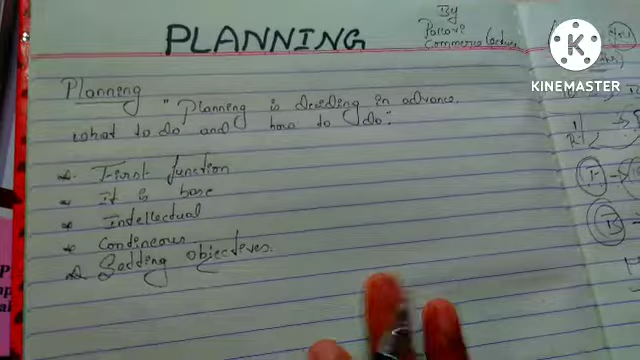 PLANNING
By
Commerce
KINEMASTER
Planning "Planning is deciding in advance
what to do and how to do"
First function
It is base
Intellectual
Contineous
Setting objectives.